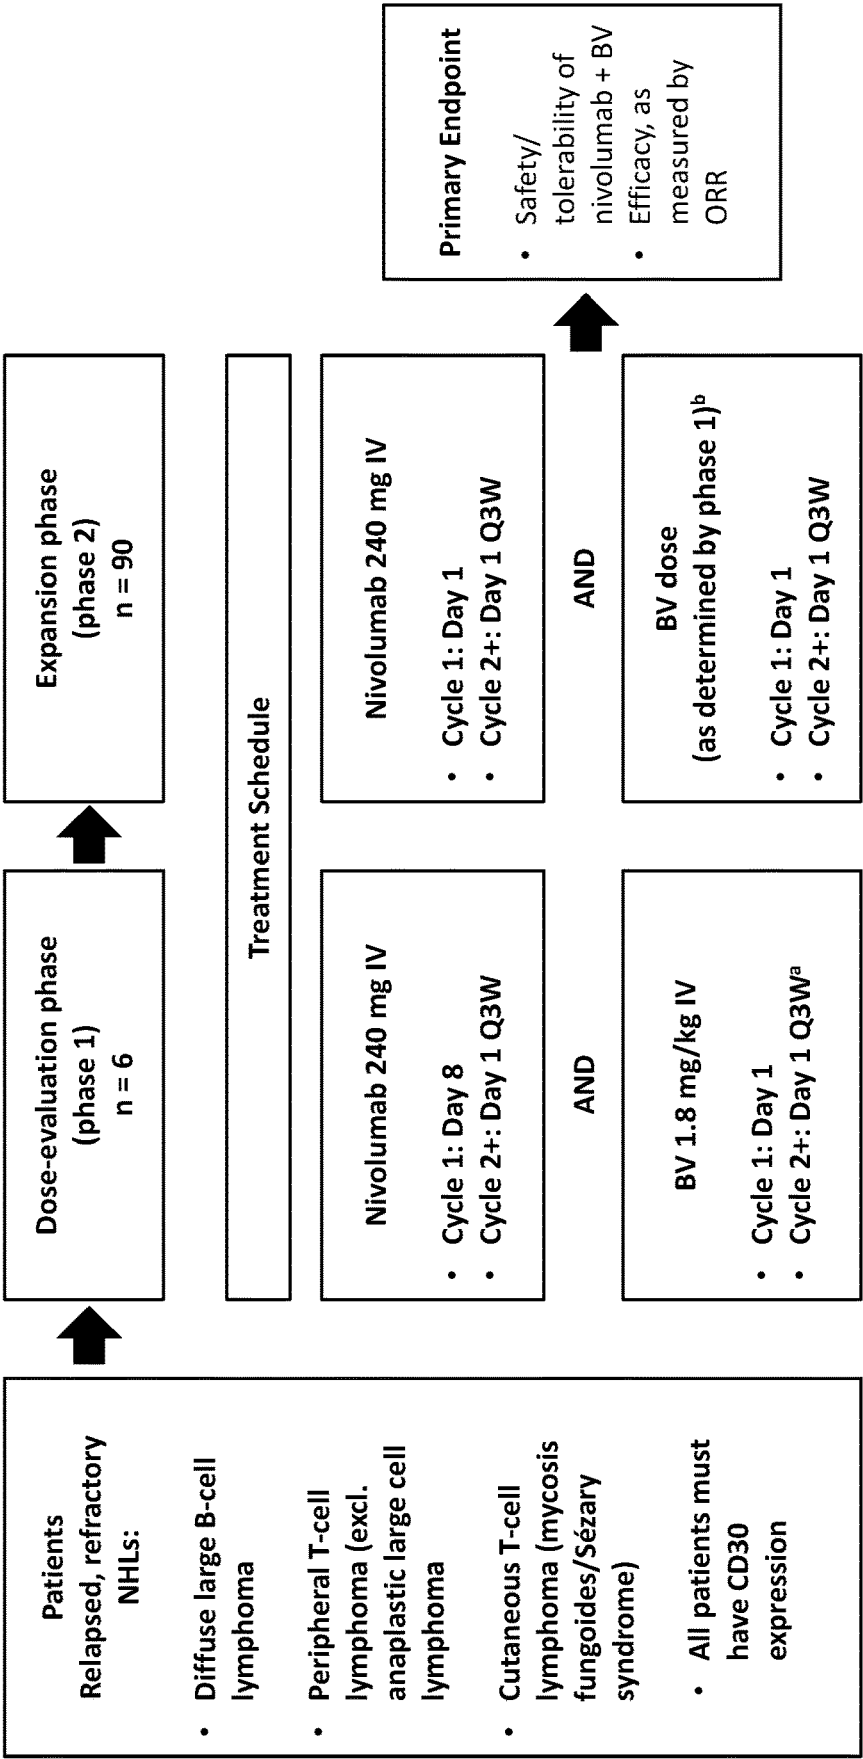 Patients
Relapsed, refractory
NHLs:
• Diffuse large B-cell
lymphoma
• Peripheral T-cell
lymphoma (excl.
anaplastic large cell
lymphoma
• Cutaneous T-cell
lymphoma (mycosis
fungoides/Sézary
syndrome)
• All patients must
have CD30
expression
Dose-evaluation phase
(phase 1)
n = 6
Expansion phase
(phase 2)
n = 90
Treatment Schedule
Nivolumab 240 mg IV
• Cycle 1: Day 8
• Cycle 2+: Day 1 Q3W
AND
BV 1.8 mg/kg IV
• Cycle 1: Day 1
• Cycle 2+: Day 1 Q3Wᵃ
Nivolumab 240 mg IV
• Cycle 1: Day 1
• Cycle 2+: Day 1 Q3W
AND
BV dose
(as determined by phase 1)ᵇ
• Cycle 1: Day 1
• Cycle 2+: Day 1 Q3W
Primary Endpoint
• Safety/
tolerability of
nivolumab + BV
• Efficacy, as
measured by
ORR